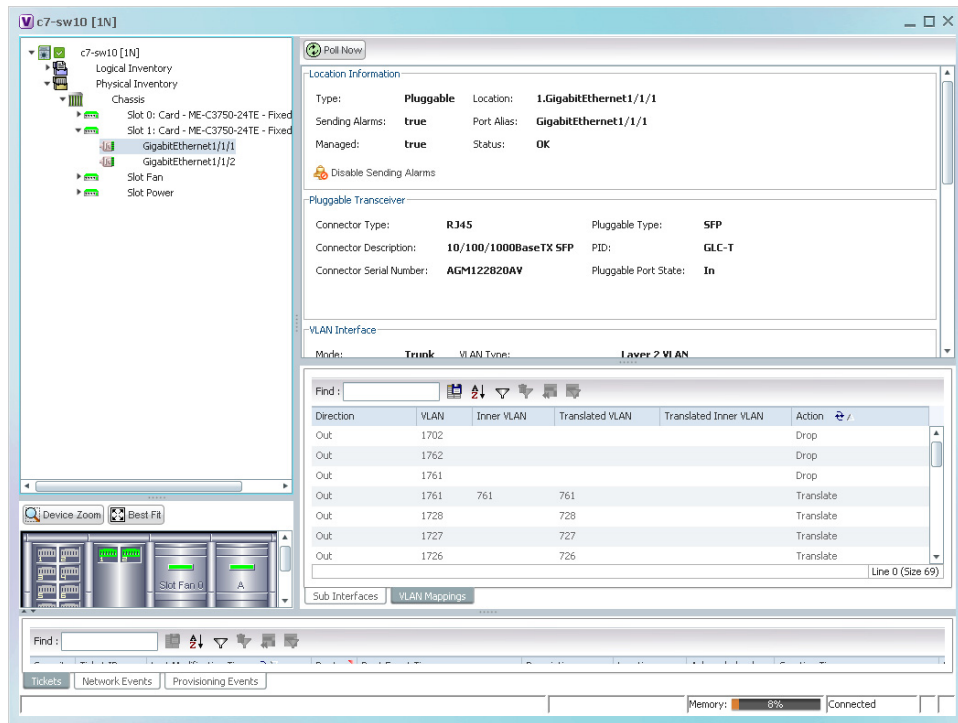 c7-sw10 [1N]
c7-sw10 [1N]
Logical Inventory
Physical Inventory
Chassis
Slot 0: Card - ME-C3750-24TE - Fixed
Slot 1: Card - ME-C3750-24TE - Fixed
GigabitEthernet1/1/1
GigabitEthernet1/1/2
Slot Fan
Slot Power
Device Zoom Best Fit
Slot Fan 0 A
Poll Now
Location Information
Type: Pluggable Location: 1.GigabitEthernet1/1/1
Sending Alarms: true Port Alias: GigabitEthernet1/1/1
Managed: true Status: OK
Disable Sending Alarms
Pluggable Transceiver
Connector Type: RJ45 Pluggable Type: SFP
Connector Description: 10/100/1000BaseTX SFP PID: GLC-T
Connector Serial Number: AGM122820AV Pluggable Port State: In
VLAN Interface
Mode: Trunk VLAN Type: Layer 2 VLAN
Find :
Direction VLAN Inner VLAN Translated VLAN Translated Inner VLAN Action
Out 1702 Drop
Out 1762 Drop
Out 1761 Drop
Out 1761 761 761 Translate
Out 1728 728 Translate
Out 1727 727 Translate
Out 1726 726 Translate
Line 0 (Size 69)
Sub Interfaces VLAN Mappings
Find :
Tickets Network Events Provisioning Events
Memory: 8% Connected